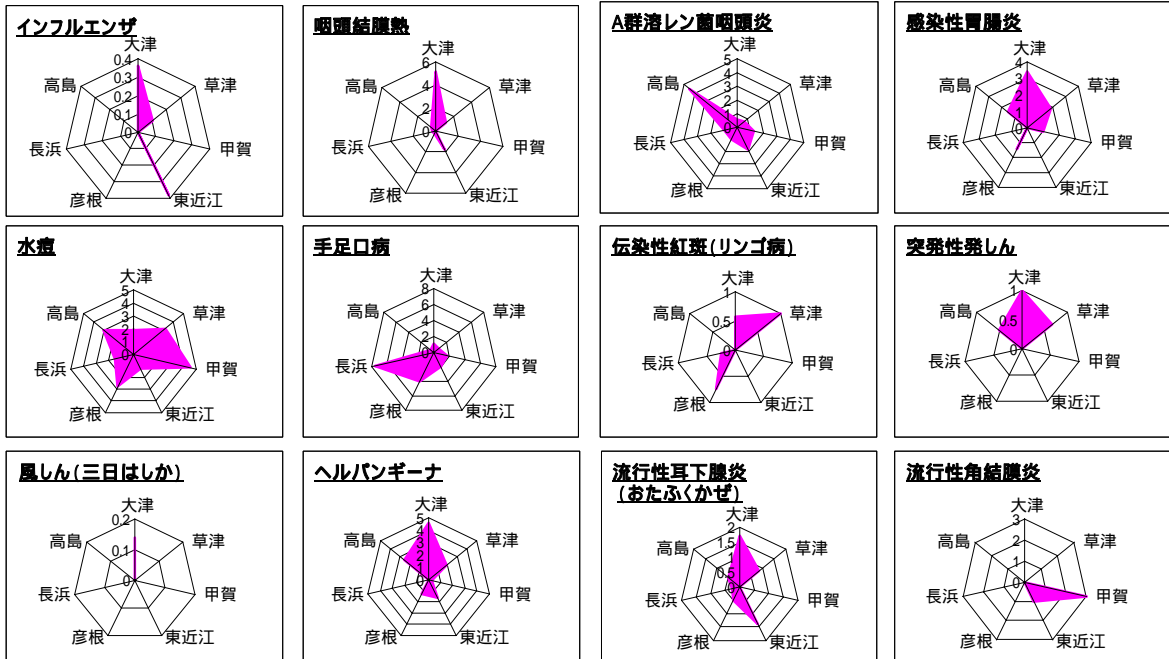 インフルエンザ
大津
草津
甲賀
東近江
彦根
長浜
高島
0.4
0.3
0.2
0.1
0
咽頭結膜熱
大津
草津
甲賀
東近江
彦根
長浜
高島
6
4
2
0
A群溶レン菌咽頭炎
大津
草津
甲賀
東近江
彦根
長浜
高島
5
4
3
2
1
0
感染性胃腸炎
大津
草津
甲賀
東近江
彦根
長浜
高島
4
3
2
1
0
水痘
大津
草津
甲賀
東近江
彦根
長浜
高島
5
4
3
2
1
0
手足口病
大津
草津
甲賀
東近江
彦根
長浜
高島
8
6
4
2
0
伝染性紅斑(リンゴ病)
大津
草津
甲賀
東近江
彦根
長浜
高島
1
0.5
0
突発性発しん
大津
草津
甲賀
東近江
彦根
長浜
高島
1
0.5
0
風しん(三日はしか)
大津
草津
甲賀
東近江
彦根
長浜
高島
0.2
0.1
0
ヘルパンギーナ
大津
草津
甲賀
東近江
彦根
長浜
高島
5
4
3
2
1
0
流行性耳下腺炎
(おたふくかぜ)
大津
草津
甲賀
東近江
彦根
長浜
高島
2
1.5
1
0.5
0
流行性角結膜炎
大津
草津
甲賀
東近江
彦根
長浜
高島
3
2
1
0